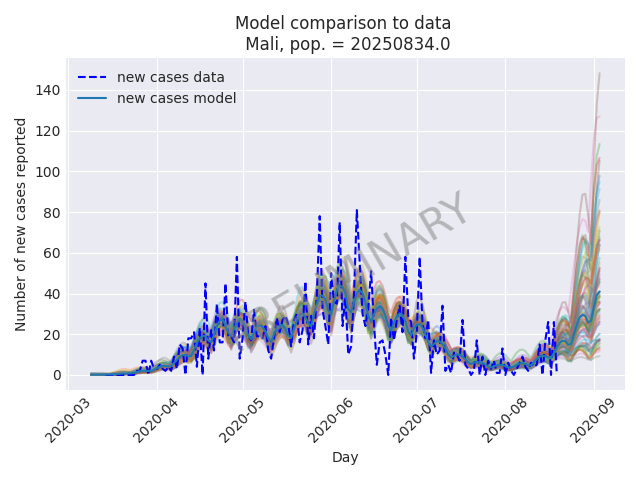 Model comparison to data
Mali, pop. = 20250834.0
new cases data
new cases model
PRELIMINARY
Number of new cases reported
140
120
100
80
60
40
20
0
2020-03
2020-04
2020-05
2020-06
2020-07
2020-08
2020-09
Day